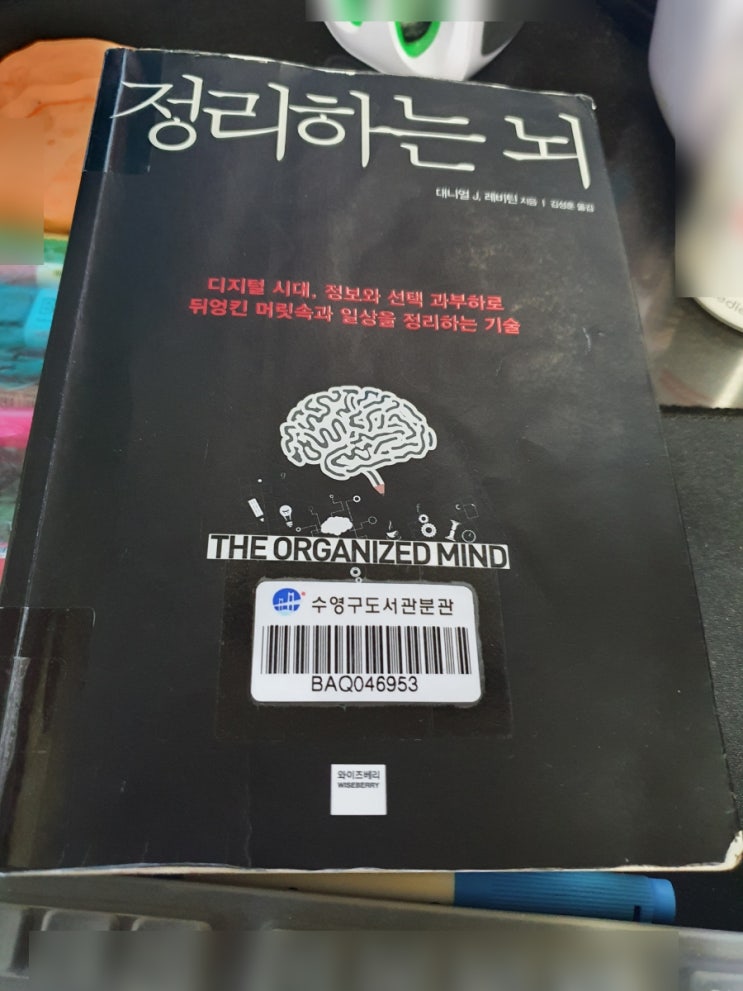 정리하는 뇌
대니얼 J. 레비틴 지음 | 김성훈 옮김
디지털 시대, 정보와 선택 과부하로
뒤엉킨 머릿속과 일상을 정리하는 기술
THE ORGANIZED MIND
수영구도서관분관
BAQ046953
와이즈베리
WISEBERRY